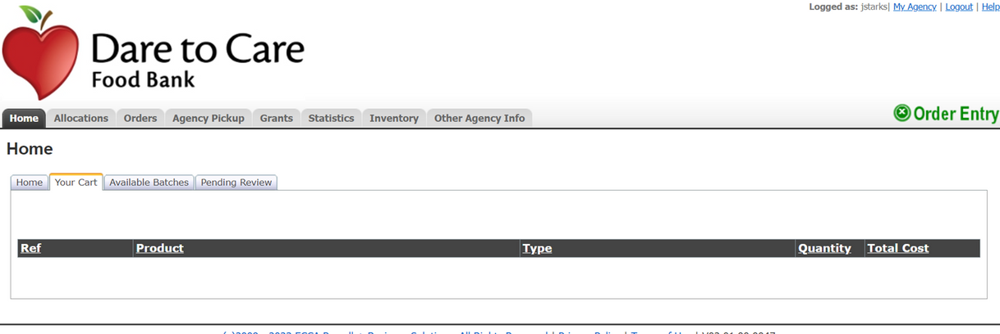 Logged as: jstarks| My Agency | Logout | Help
Dare to Care
Food Bank
Home Allocations Orders Agency Pickup Grants Statistics Inventory Other Agency Info
Order Entry
Home
Home Your Cart Available Batches Pending Review
Ref Product Type Quantity Total Cost